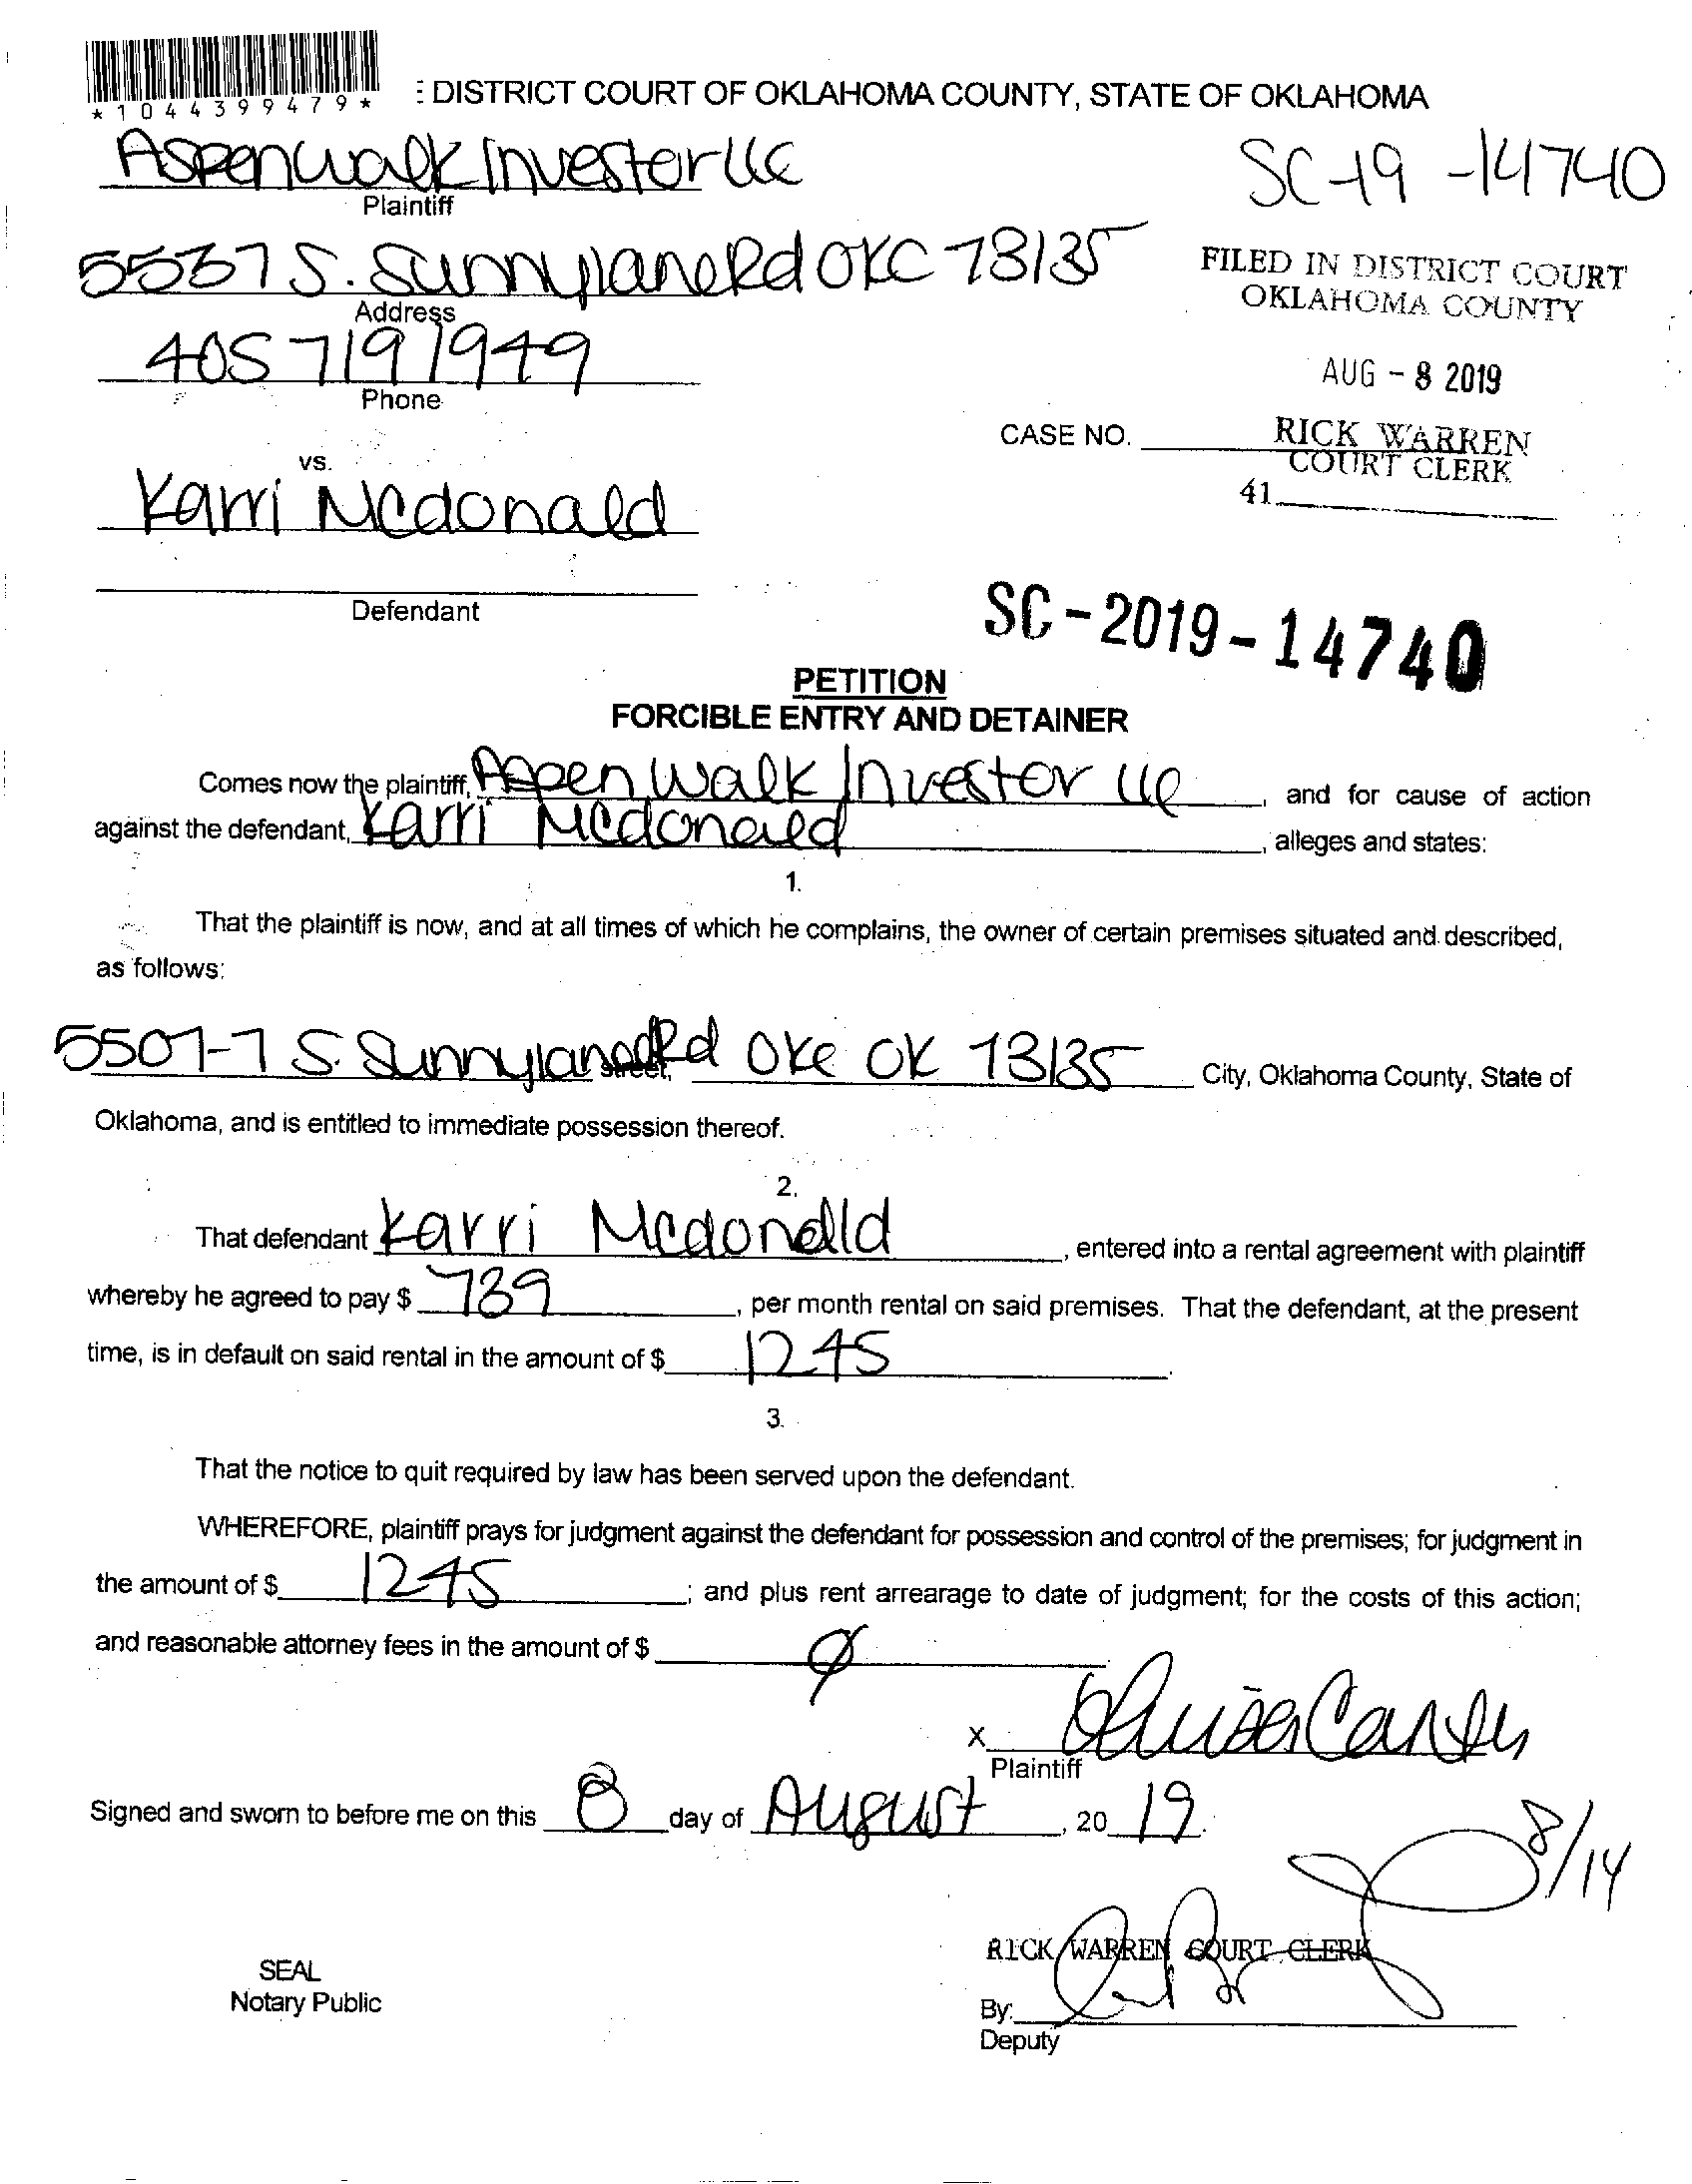 *1044399479*
DISTRICT COURT OF OKLAHOMA COUNTY, STATE OF OKLAHOMA
Aspenwalk Investor llc
SC-19-14740
Plaintiff
5537 S. Sunnylane Rd OKC 73135
FILED IN DISTRICT COURT
OKLAHOMA COUNTY
Address
405 719 1949
AUG - 8 2019
Phone
CASE NO.
RICK WARREN
COURT CLERK
41
vs.
Karri Mcdonald
Defendant
SC-2019-14740
PETITION
FORCIBLE ENTRY AND DETAINER
Comes now the plaintiff, Aspen Walk Investor llc, and for cause of action
against the defendant, Karri Mcdonald, alleges and states:
1.
That the plaintiff is now, and at all times of which he complains, the owner of certain premises situated and described,
as follows:
5507-7 S. Sunnylane Rd street, OKC OK 73135 City, Oklahoma County, State of
Oklahoma, and is entitled to immediate possession thereof.
2.
That defendant Karri Mcdonald, entered into a rental agreement with plaintiff
whereby he agreed to pay $ 739, per month rental on said premises. That the defendant, at the present
time, is in default on said rental in the amount of $ 1245.
3.
That the notice to quit required by law has been served upon the defendant.
WHEREFORE, plaintiff prays for judgment against the defendant for possession and control of the premises; for judgment in
the amount of $ 1245; and plus rent arrearage to date of judgment; for the costs of this action;
and reasonable attorney fees in the amount of $ ∅
X
Plaintiff
Signed and sworn to before me on this 8 day of August, 20 19.
8/14
RICK WARREN COURT CLERK
SEAL
Notary Public
By:
Deputy